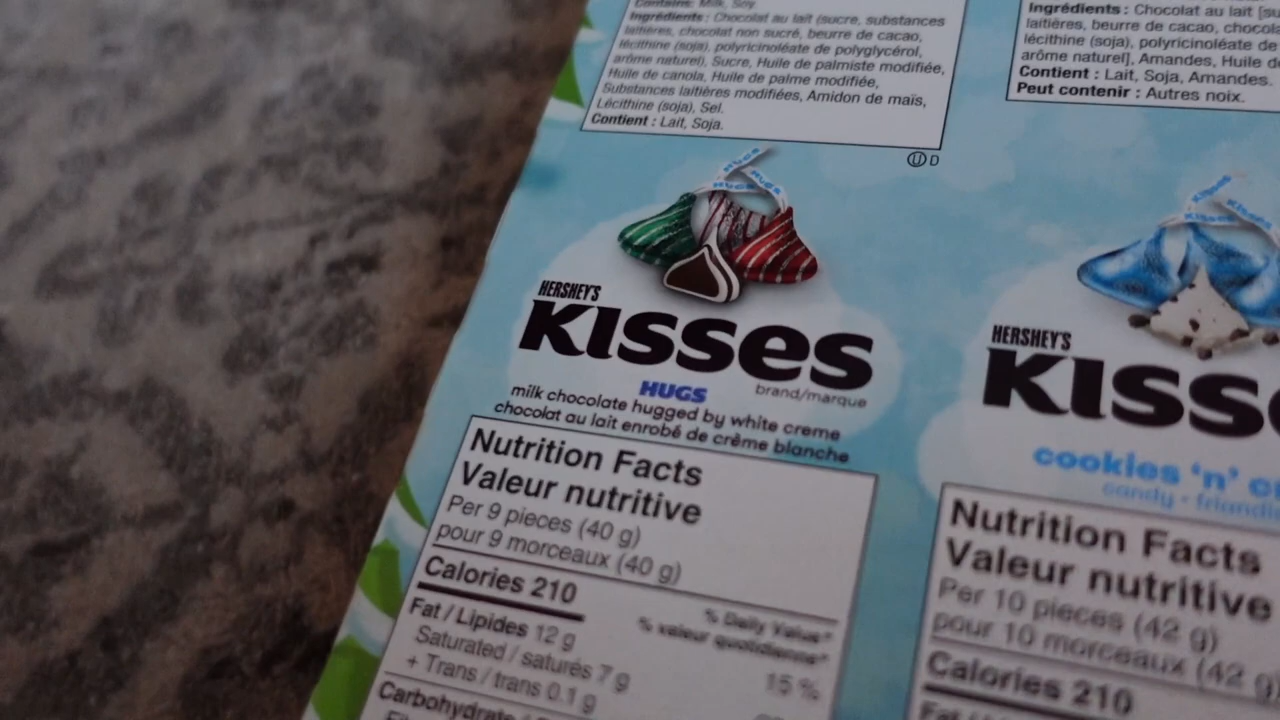 Contains: Milk, Soy
Ingrédients : Chocolat au lait (sucre, substances
laitières, chocolat non sucré, beurre de cacao,
lécithine (soja), polyricinoléate de polyglycérol,
arôme naturel), Sucre, Huile de palmiste modifiée,
Huile de canola, Huile de palme modifiée,
Substances laitières modifiées, Amidon de maïs,
Lécithine (soja), Sel.
Contient : Lait, Soja.
Ingrédients : Chocolat au lait
laitières, beurre de cacao,
lécithine (soja), polyricinoléate de
arôme naturel], Amandes, Huile
Contient : Lait, Soja, Amandes.
Peut contenir : Autres noix.
U D
HUGS
HUGS HUGS
HERSHEY'S
KISSES
HUGS
brand/marque
milk chocolate hugged by white creme
chocolat au lait enrobé de crème blanche
Nutrition Facts
Valeur nutritive
Per 9 pieces (40 g)
pour 9 morceaux (40 g)
Calories 210
% Daily Value*
% valeur quotidienne*
Fat / Lipides 12 g
Saturated / saturés 7 g
+ Trans / trans 0.1 g
15 %
Carbohydrate /
Kisses
Kisses Kisses
HERSHEY'S
KISS
cookies 'n'
candy - friandi
Nutrition Facts
Valeur nutritive
Per 10 pieces (42 g)
pour 10 morceaux (42 g)
Calories 210